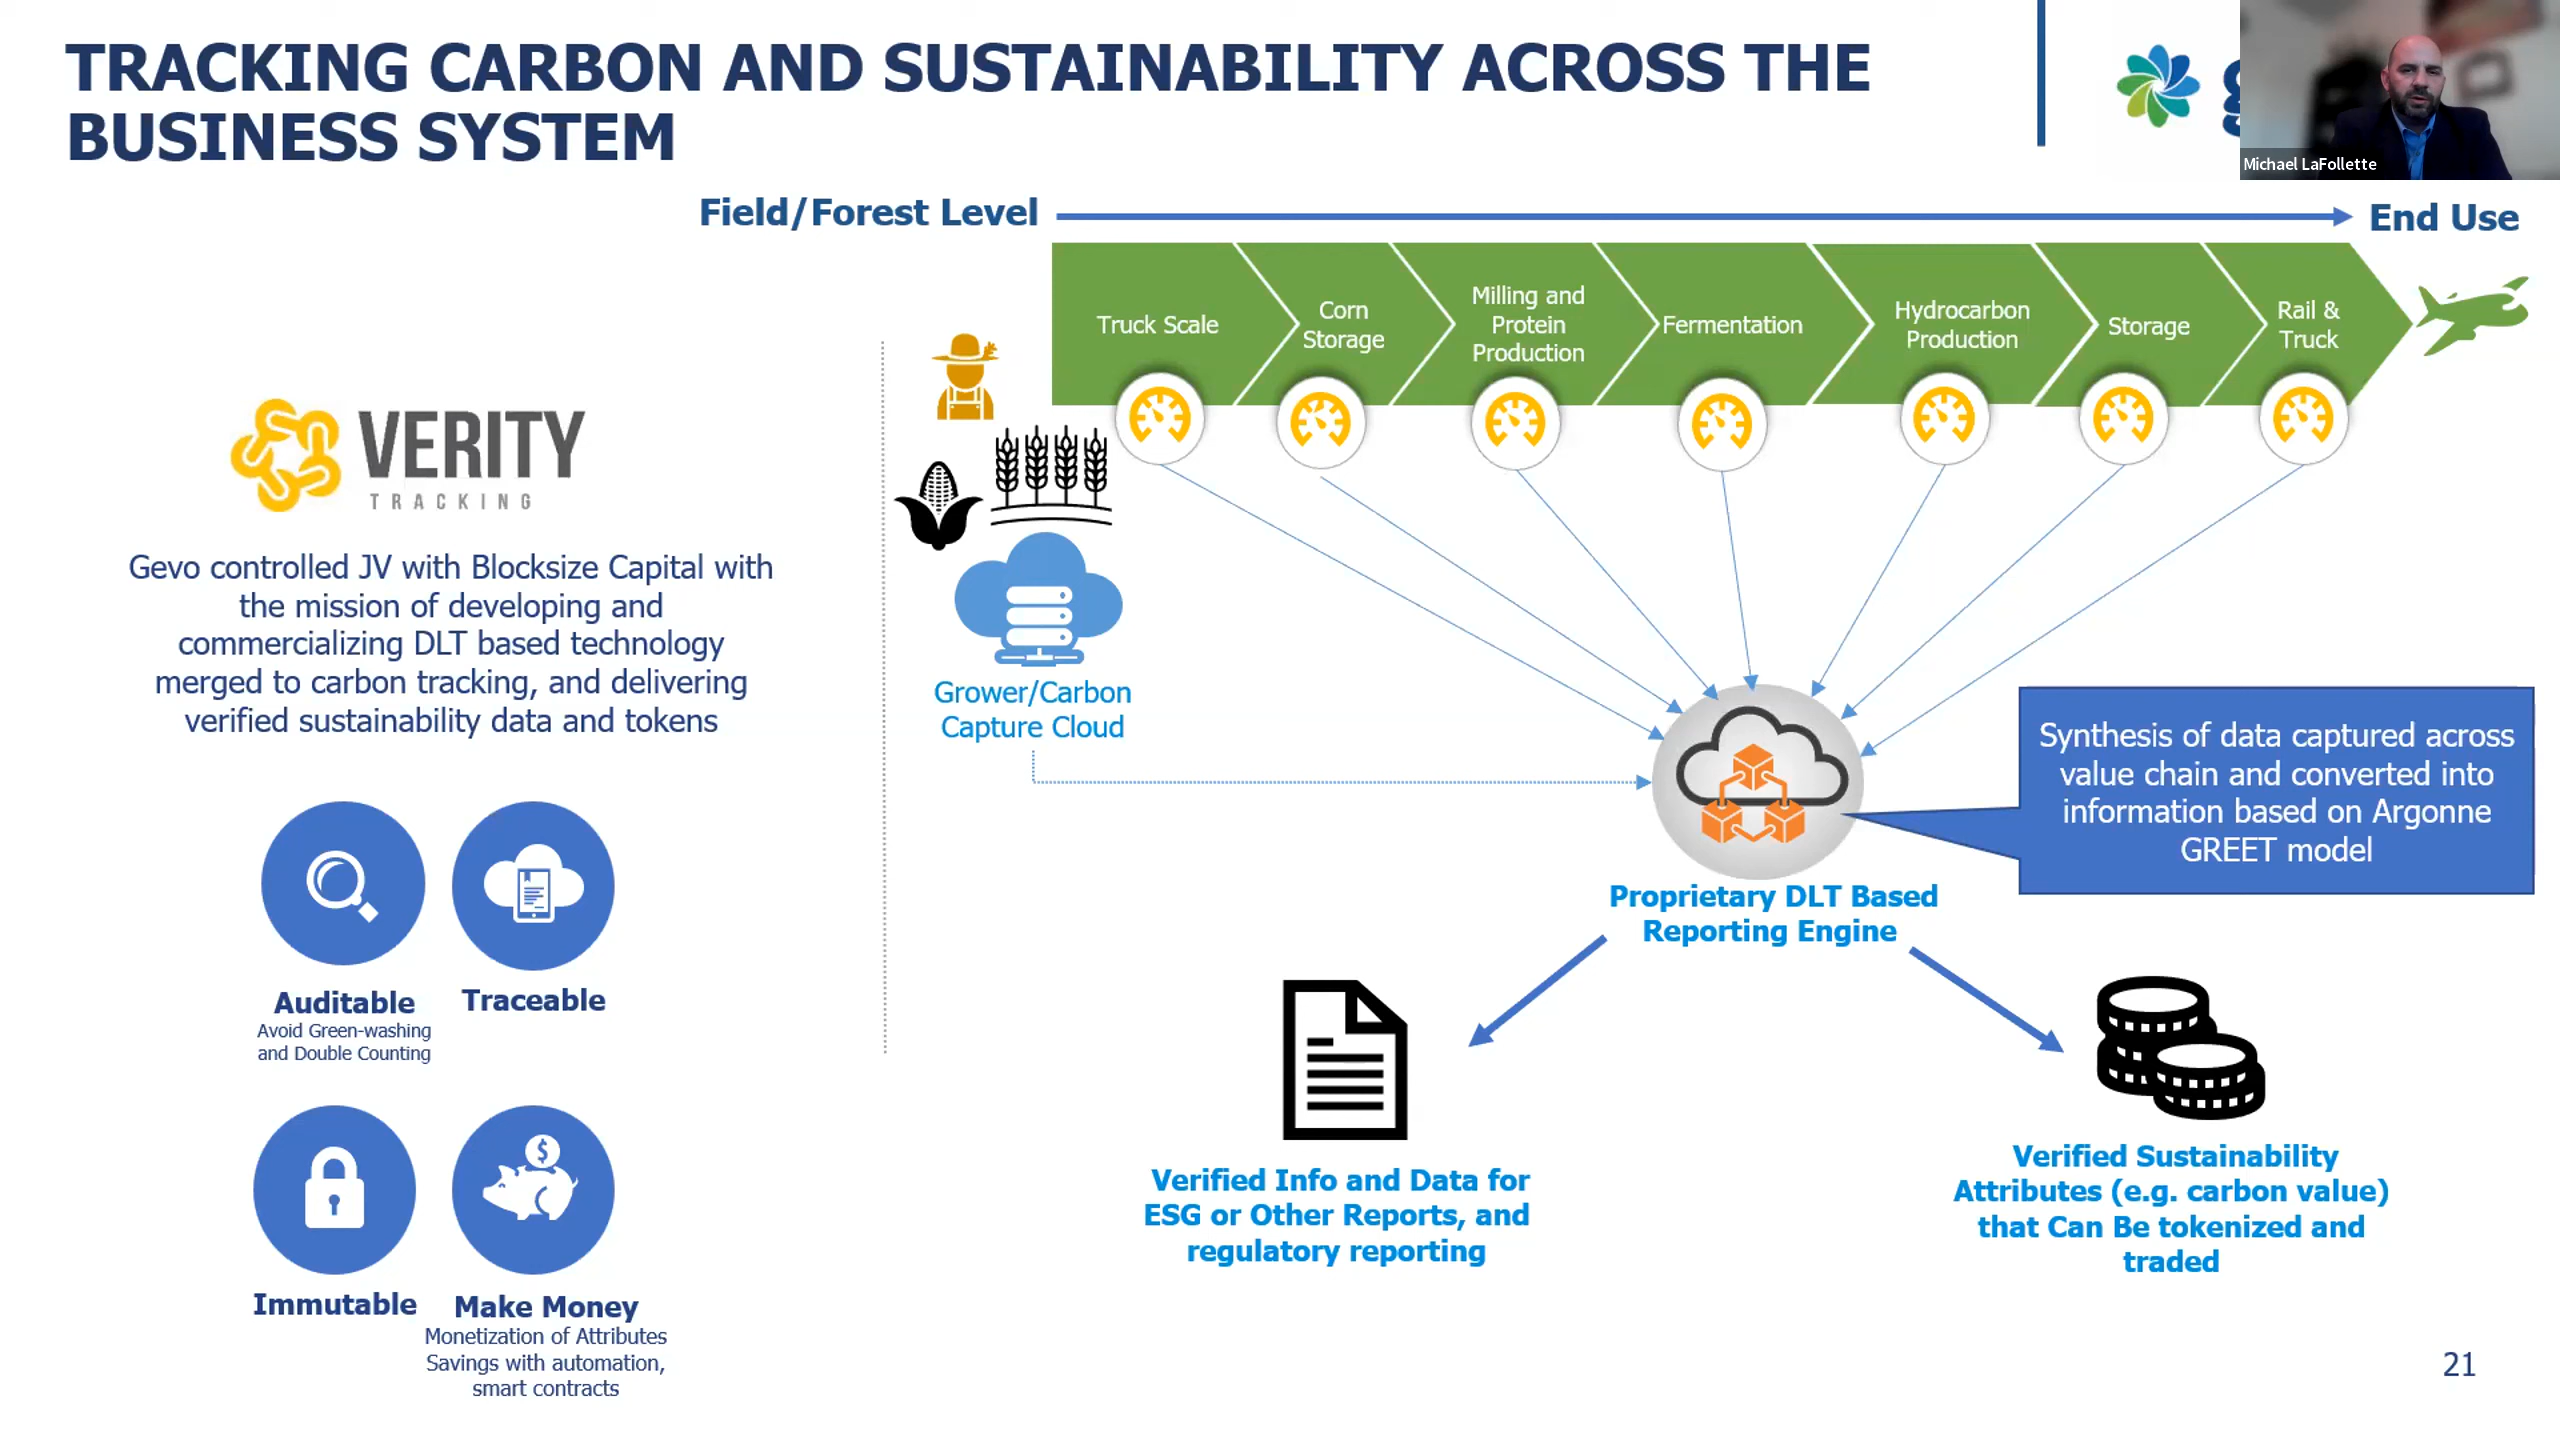 TRACKING CARBON AND SUSTAINABILITY ACROSS THE
BUSINESS SYSTEM
Michael LaFollette
Field/Forest Level
End Use
Truck Scale
Corn
Storage
Milling and
Protein
Production
Fermentation
Hydrocarbon
Production
Storage
Rail &
Truck
VERITY
TRACKING
Gevo controlled JV with Blocksize Capital with
the mission of developing and
commercializing DLT based technology
merged to carbon tracking, and delivering
verified sustainability data and tokens
Grower/Carbon
Capture Cloud
Synthesis of data captured across
value chain and converted into
information based on Argonne
GREET model
Proprietary DLT Based
Reporting Engine
Auditable
Avoid Green-washing
and Double Counting
Traceable
Immutable
$
Make Money
Monetization of Attributes
Savings with automation,
smart contracts
Verified Info and Data for
ESG or Other Reports, and
regulatory reporting
Verified Sustainability
Attributes (e.g. carbon value)
that Can Be tokenized and
traded
21